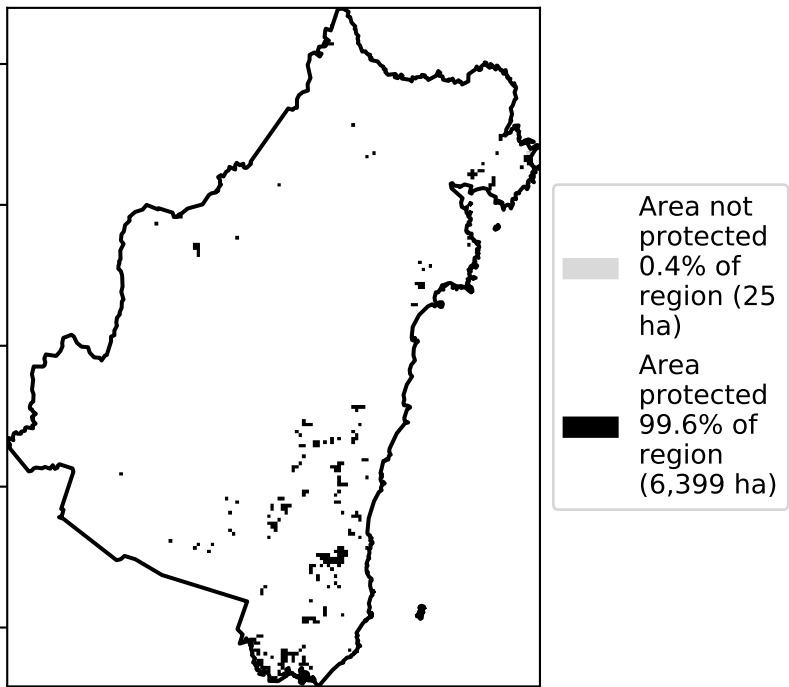 Area not
protected
0.4% of
region (25
ha)
Area
protected
99.6% of
region
(6,399 ha)